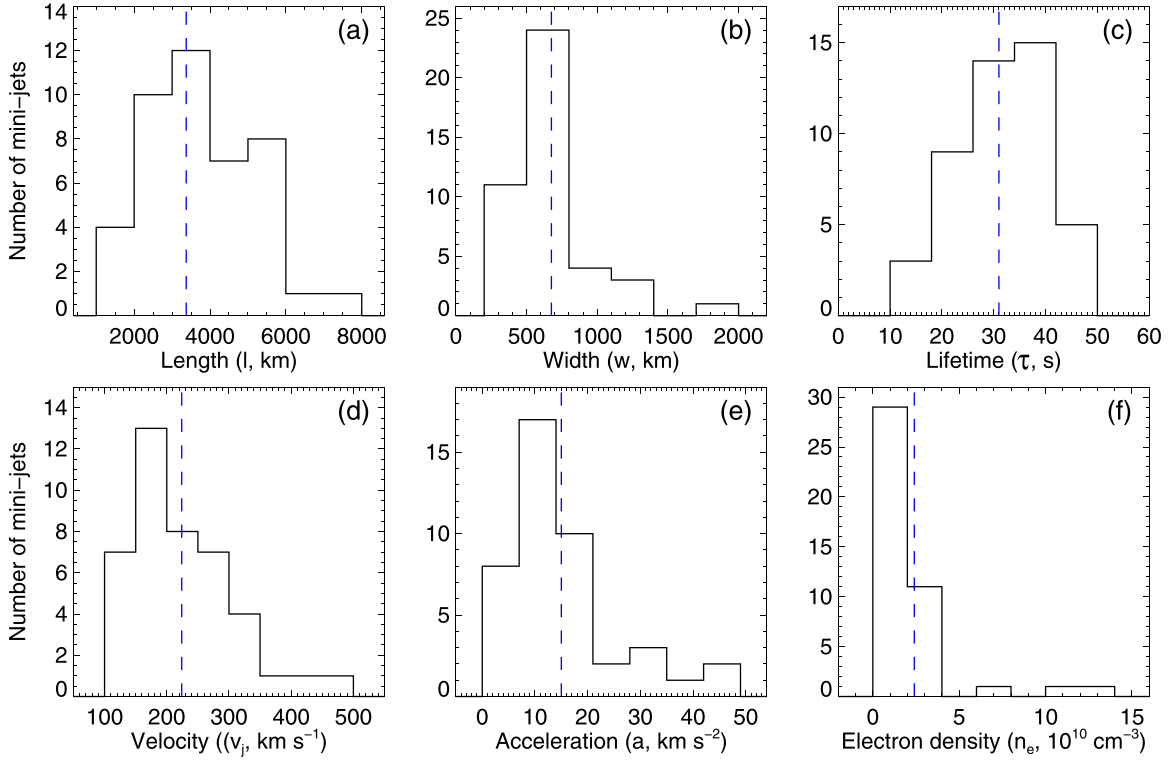 (a)
14
12
10
8
6
4
2
0
Number of mini-jets
2000 4000 6000 8000
Length (l, km)
(b)
25
20
15
10
5
0
0 500 1000 1500 2000
Width (w, km)
(c)
15
10
5
0
0 10 20 30 40 50 60
Lifetime (τ, s)
(d)
14
12
10
8
6
4
2
0
Number of mini-jets
100 200 300 400 500
Velocity ((vⱼ, km s⁻¹)
(e)
15
10
5
0
0 10 20 30 40 50
Acceleration (a, km s⁻²)
(f)
30
25
20
15
10
5
0
0 5 10 15
Electron density (nₑ, 10¹⁰ cm⁻³)